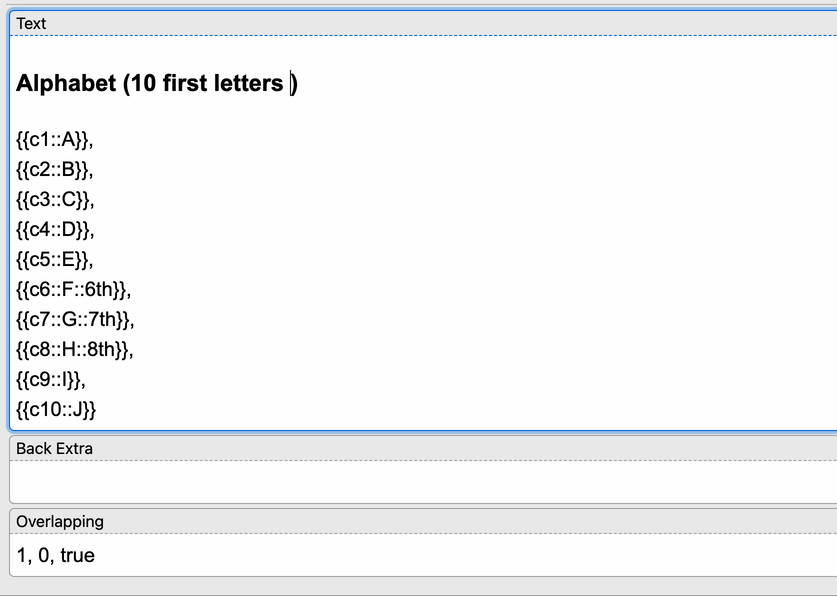 Text
Alphabet (10 first letters )
{{c1::A}},
{{c2::B}},
{{c3::C}},
{{c4::D}},
{{c5::E}},
{{c6::F::6th}},
{{c7::G::7th}},
{{c8::H::8th}},
{{c9::I}},
{{c10::J}}
Back Extra
Overlapping
1, 0, true